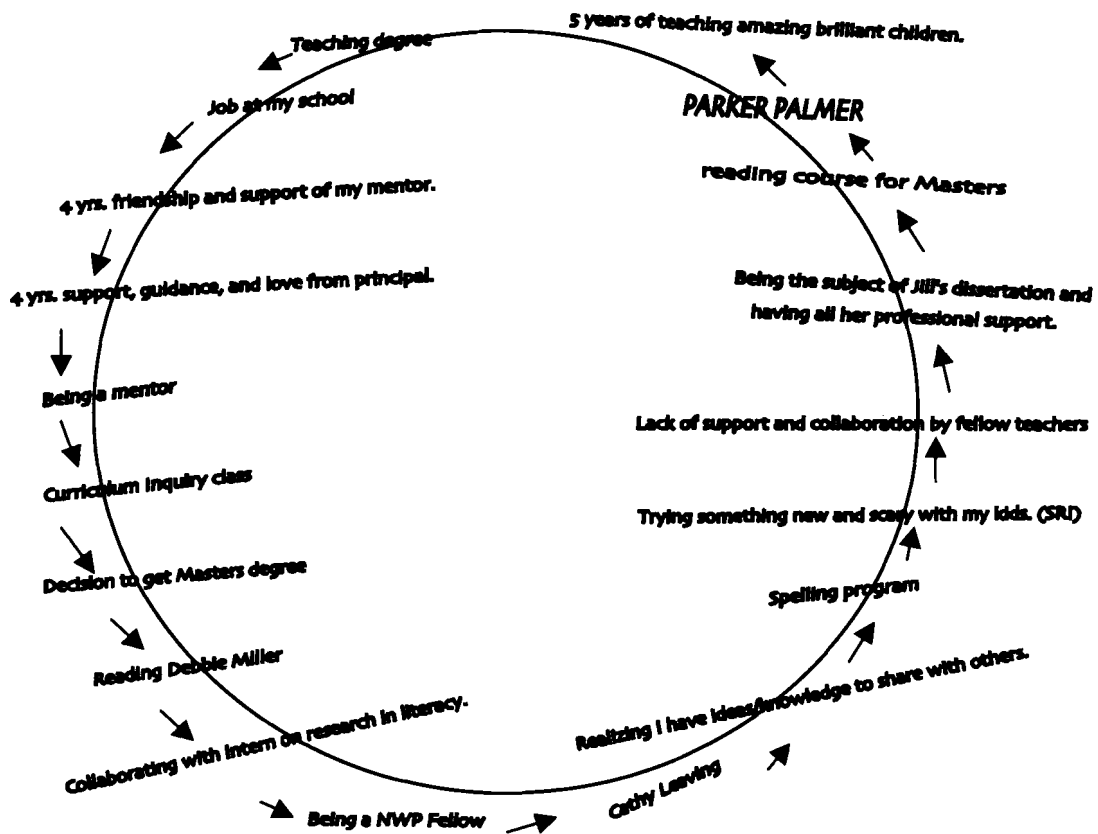 Teaching degree
Job at my school
4 yrs. friendship and support of my mentor.
4 yrs. support, guidance, and love from principal.
Being a mentor
Curriculum Inquiry class
Decision to get Masters degree
Reading Debbie Miller
Collaborating with intern on research in literacy.
Being a NWP Fellow
Cathy Leaving
Realizing I have ideas/knowledge to share with others.
Spelling program
Trying something new and scary with my kids. (SRI)
Lack of support and collaboration by fellow teachers
Being the subject of Jill's dissertation and
having all her professional support.
reading course for Masters
PARKER PALMER
5 years of teaching amazing brilliant children.